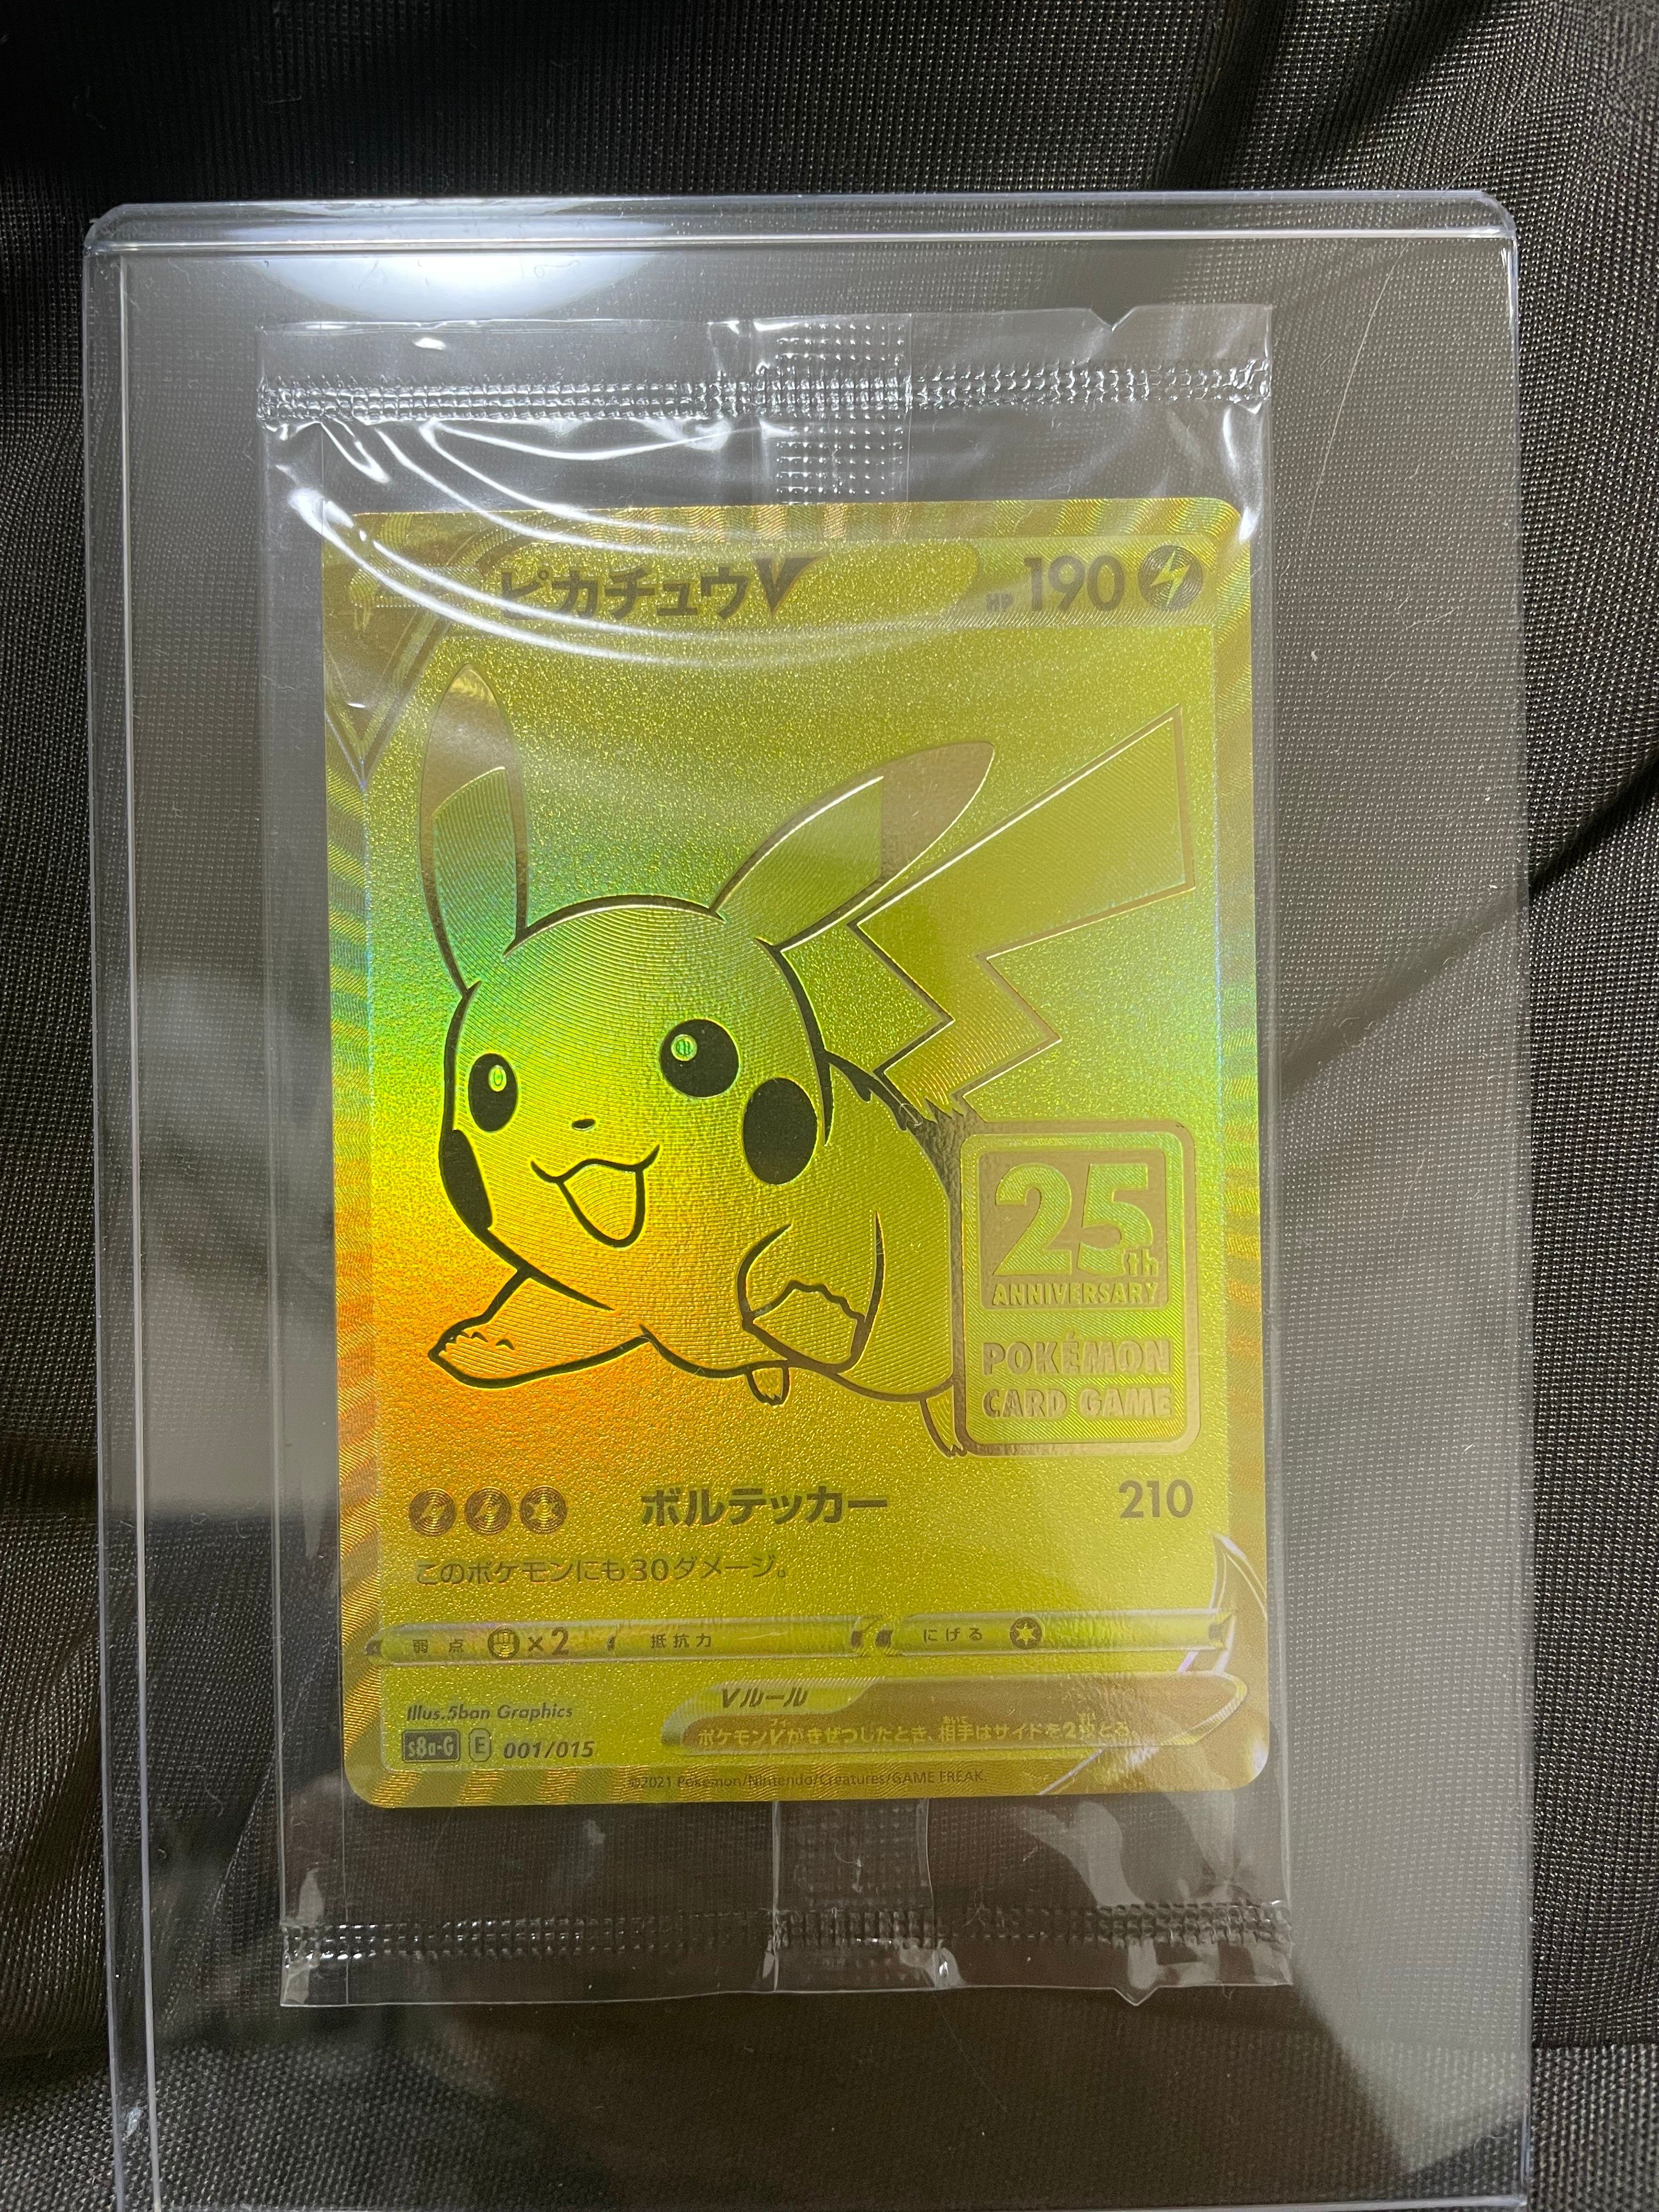 ピカチュウV HP 190
25th
ANNIVERSARY
POKÉMON
CARD GAME
ボルテッカー 210
このポケモンにも30ダメージ。
弱点 ×2 抵抗力 にげる
Illus.5ban Graphics
Vルール
s8a-G E 001/015
ポケモンVがきぜつしたとき、相手はサイドを2枚とる。
©2021 Pokémon/Nintendo/Creatures/GAME FREAK.